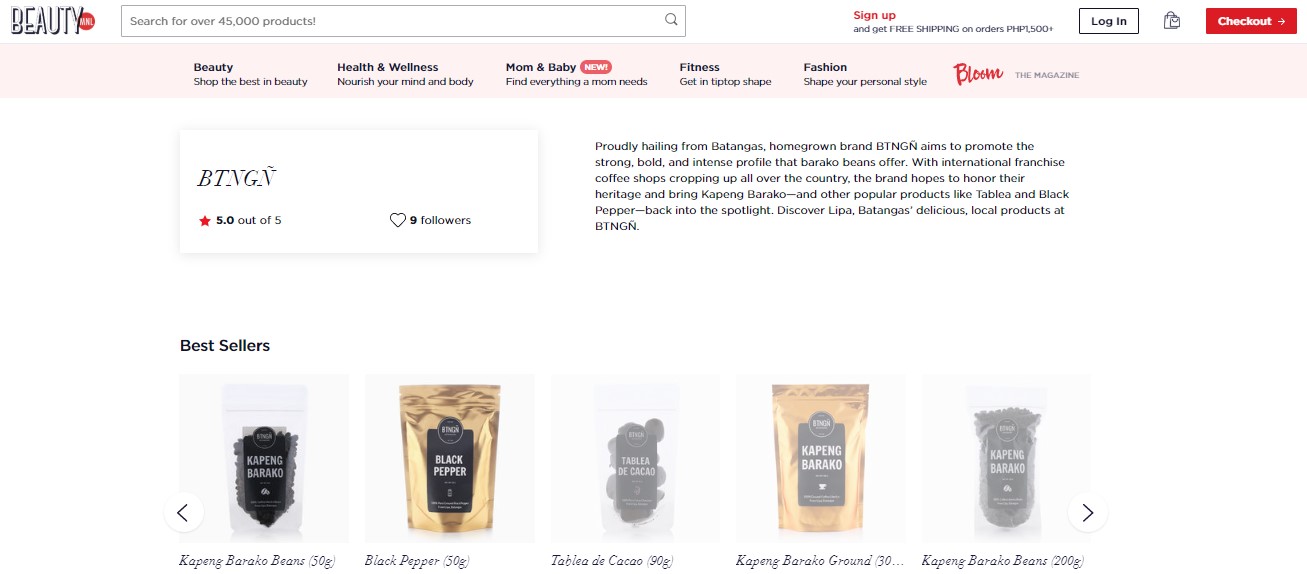 BEAUTY MNL
Search for over 45,000 products!
Sign up
and get FREE SHIPPING on orders PHP1,500+
Log In
Checkout →
Beauty
Shop the best in beauty
Health & Wellness
Nourish your mind and body
Mom & Baby NEW!
Find everything a mom needs
Fitness
Get in tiptop shape
Fashion
Shape your personal style
Bloom THE MAGAZINE
BTNGÑ
5.0 out of 5
9 followers
Proudly hailing from Batangas, homegrown brand BTNGÑ aims to promote the
strong, bold, and intense profile that barako beans offer. With international franchise
coffee shops cropping up all over the country, the brand hopes to honor their
heritage and bring Kapeng Barako—and other popular products like Tablea and Black
Pepper—back into the spotlight. Discover Lipa, Batangas' delicious, local products at
BTNGÑ.
Best Sellers
BTNGÑ
KAPENG
BARAKO
BTNGÑ
BLACK
PEPPER
BTNGÑ
TABLEA
DE CACAO
BTNGÑ
KAPENG
BARAKO
BTNGÑ
KAPENG
BARAKO
Kapeng Barako Beans (50g)
Black Pepper (50g)
Tablea de Cacao (90g)
Kapeng Barako Ground (30...
Kapeng Barako Beans (200g)